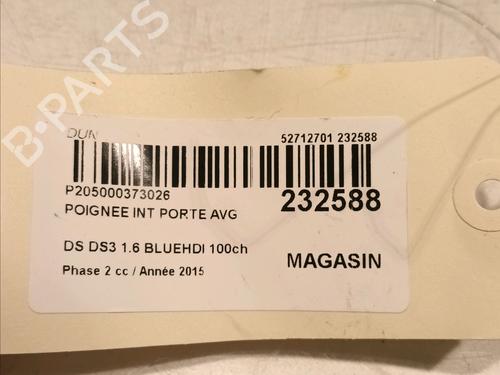 B-PARTS
DUN
52712701 232588
P205000373026
232588
POIGNEE INT PORTE AVG
DS DS3 1.6 BLUEHDI 100ch
MAGASIN
Phase 2 cc / Année 2015